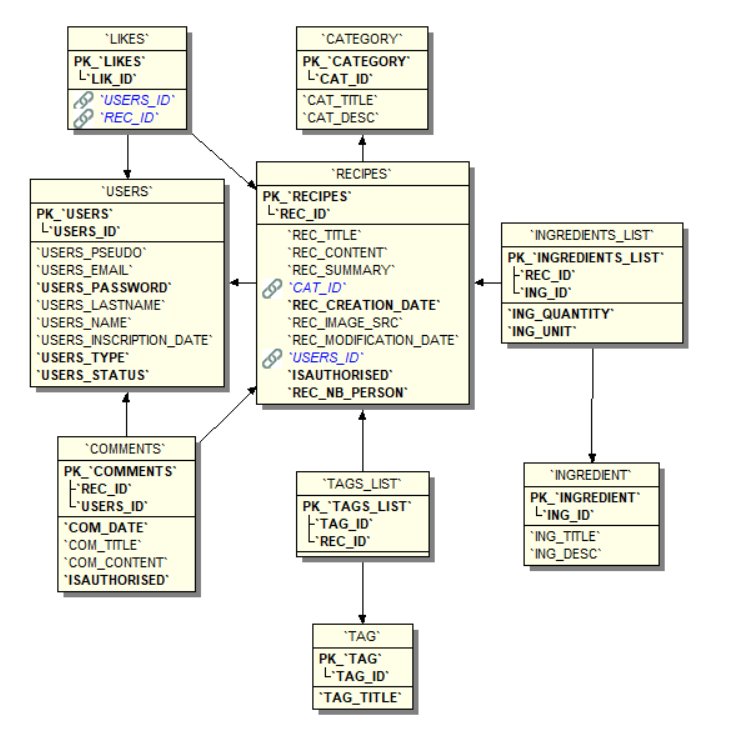 `LIKES`
PK_`LIKES`
`LIK_ID`
`USERS_ID`
`REC_ID`
`CATEGORY`
PK_`CATEGORY`
`CAT_ID`
`CAT_TITLE`
`CAT_DESC`
`USERS`
PK_`USERS`
`USERS_ID`
`USERS_PSEUDO`
`USERS_EMAIL`
`USERS_PASSWORD`
`USERS_LASTNAME`
`USERS_NAME`
`USERS_INSCRIPTION_DATE`
`USERS_TYPE`
`USERS_STATUS`
`RECIPES`
PK_`RECIPES`
`REC_ID`
`REC_TITLE`
`REC_CONTENT`
`REC_SUMMARY`
`CAT_ID`
`REC_CREATION_DATE`
`REC_IMAGE_SRC`
`REC_MODIFICATION_DATE`
`USERS_ID`
`ISAUTHORISED`
`REC_NB_PERSON`
`INGREDIENTS_LIST`
PK_`INGREDIENTS_LIST`
`REC_ID`
`ING_ID`
`ING_QUANTITY`
`ING_UNIT`
`COMMENTS`
PK_`COMMENTS`
`REC_ID`
`USERS_ID`
`COM_DATE`
`COM_TITLE`
`COM_CONTENT`
`ISAUTHORISED`
`TAGS_LIST`
PK_`TAGS_LIST`
`TAG_ID`
`REC_ID`
`INGREDIENT`
PK_`INGREDIENT`
`ING_ID`
`ING_TITLE`
`ING_DESC`
`TAG`
PK_`TAG`
`TAG_ID`
`TAG_TITLE`